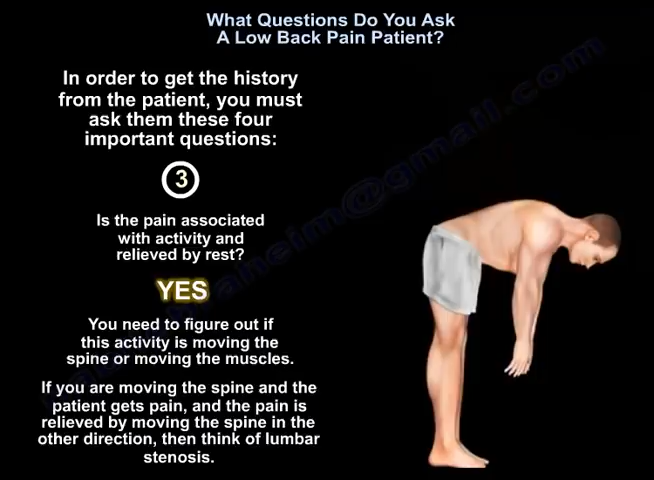 What Questions Do You Ask
A Low Back Pain Patient?
In order to get the history
from the patient, you must
ask them these four
important questions:
3
Is the pain associated
with activity and
relieved by rest?
YES
You need to figure out if
this activity is moving the
spine or moving the muscles.
If you are moving the spine and the
patient gets pain, and the pain is
relieved by moving the spine in the
other direction, then think of lumbar
stenosis.